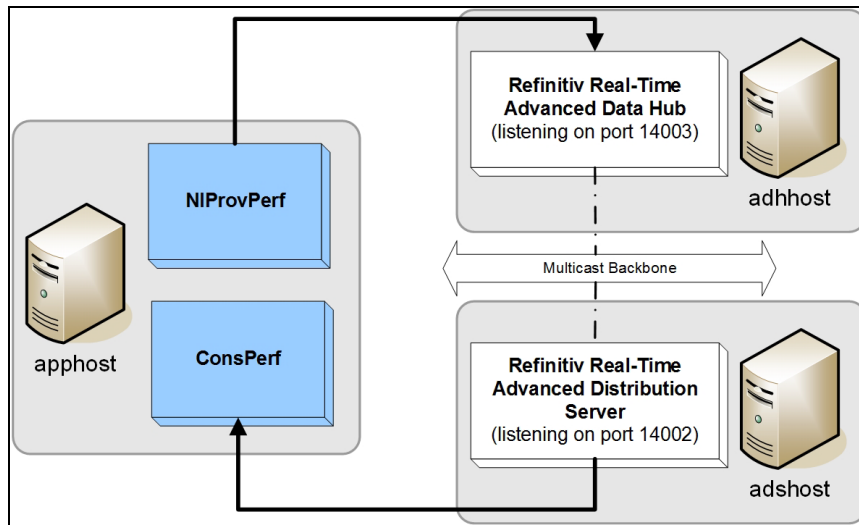 Refinitiv Real-Time
Advanced Data Hub
(listening on port 14003)
adhhost
NIProvPerf
apphost
ConsPerf
Multicast Backbone
Refinitiv Real-Time
Advanced Distribution
Server
(listening on port 14002)
adshost